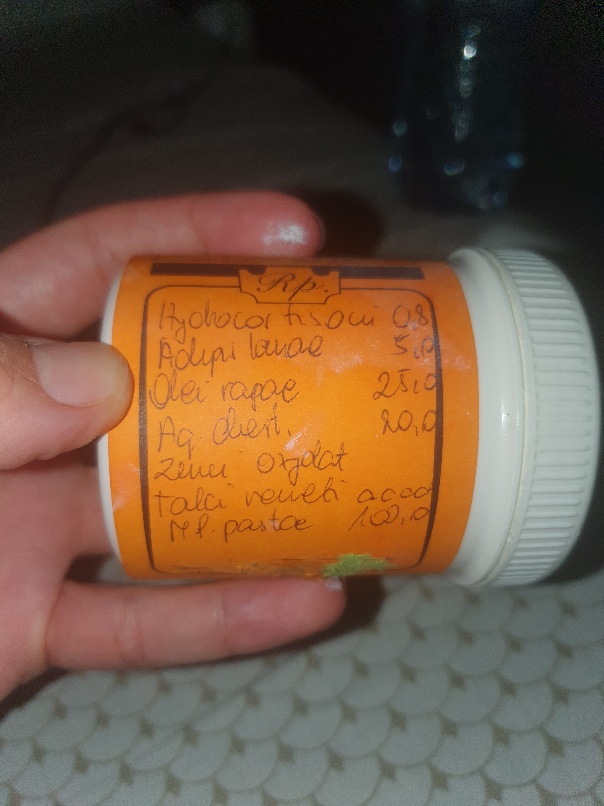 Rp.
Hydrocortisoni 0,8
Adipi lanae 5,0
Olei rapae 25,0
Aq. dest. 20,0
Zinci oxydat
Talci veneti aa ad
M f. pastae 100,0